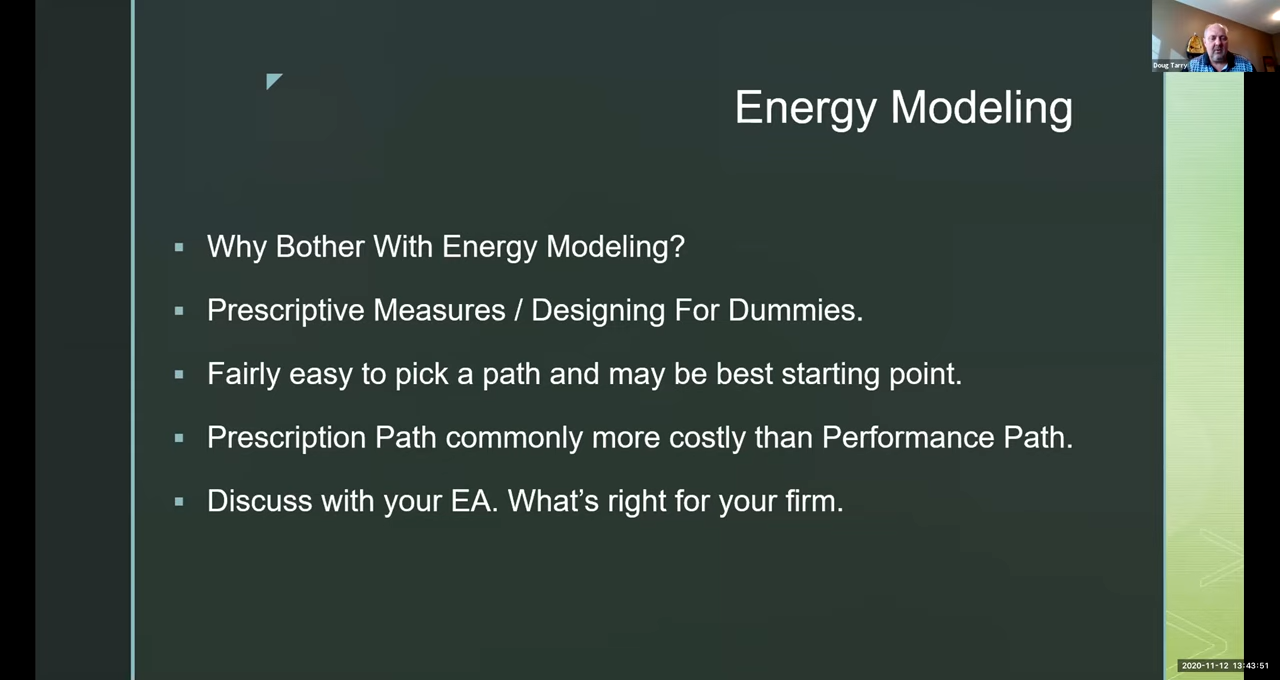 Doug Tarry
Energy Modeling
Why Bother With Energy Modeling?
Prescriptive Measures / Designing For Dummies.
Fairly easy to pick a path and may be best starting point.
Prescription Path commonly more costly than Performance Path.
Discuss with your EA. What’s right for your firm.
2020-11-12 13:43:51